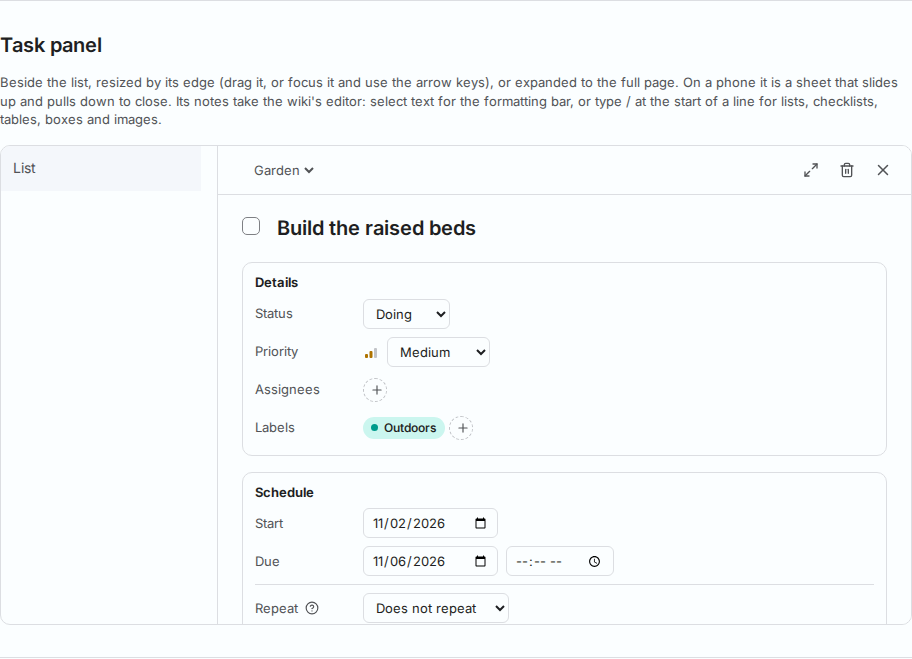 Task panel
Beside the list, resized by its edge (drag it, or focus it and use the arrow keys), or expanded to the full page. On a phone it is a sheet that slides
up and pulls down to close. Its notes take the wiki's editor: select text for the formatting bar, or type / at the start of a line for lists, checklists,
tables, boxes and images.
List
Garden
Build the raised beds
Details
Status Doing
Priority Medium
Assignees +
Labels Outdoors +
Schedule
Start 11/02/2026
Due 11/06/2026 --:-- --
Repeat ? Does not repeat